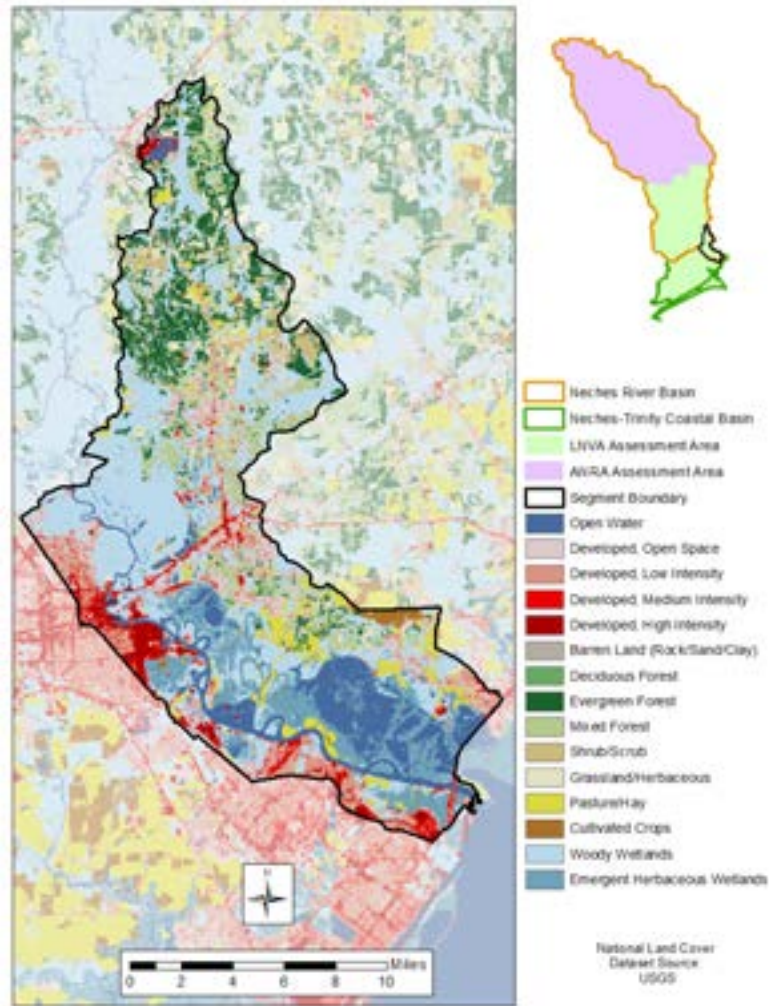 Neches River Basin
Neches-Trinity Coastal Basin
LNVA Assessment Area
AWRA Assessment Area
Segment Boundary
Open Water
Developed, Open Space
Developed, Low Intensity
Developed, Medium Intensity
Developed, High Intensity
Barren Land (Rock/Sand/Clay)
Deciduous Forest
Evergreen Forest
Mixed Forest
Shrub/Scrub
Grassland/Herbaceous
Pasture/Hay
Cultivated Crops
Woody Wetlands
Emergent Herbaceous Wetlands
National Land Cover
Dataset Source
USGS
N
Miles
0 2 4 6 8 10